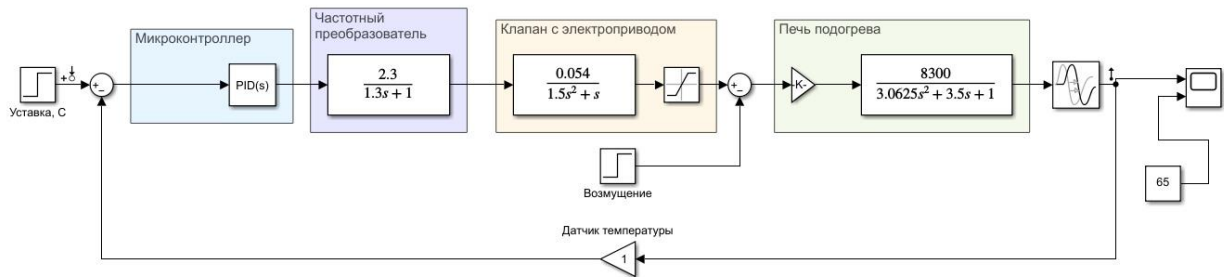 Частотный
преобразователь
Клапан с электроприводом
Печь подогрева
Микроконтроллер
Уставка, С
+
+
−
PID(s)
2.3
1.3s + 1
0.054
1.5s² + s
+
−
-K-
8300
3.0625s² + 3.5s + 1
Возмущение
65
Датчик температуры
1